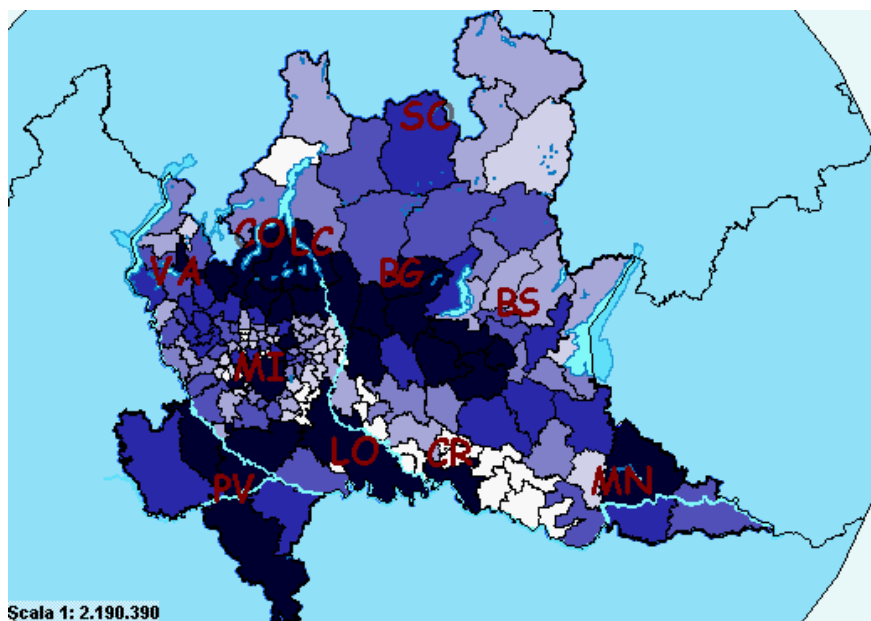 SO
CO LC
VA BG
BS
MI
LO CR
PV MN
Scala 1: 2.190.390